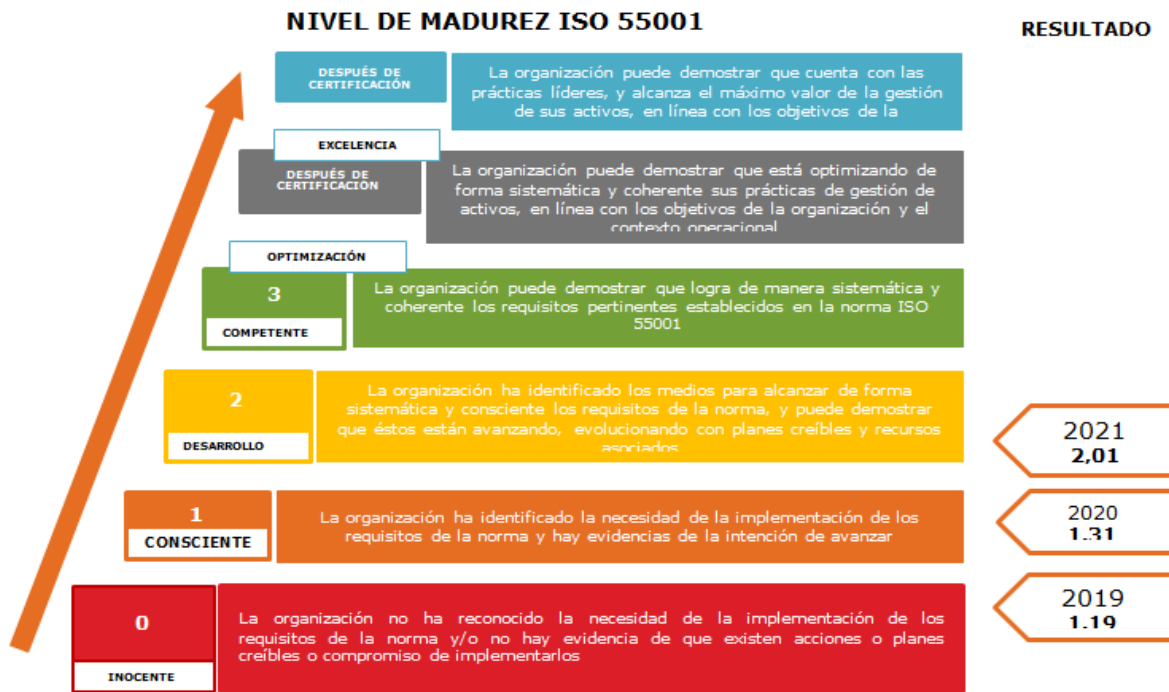 NIVEL DE MADUREZ ISO 55001
RESULTADO
DESPUÉS DE
CERTIFICACIÓN
La organización puede demostrar que cuenta con las
prácticas líderes, y alcanza el máximo valor de la gestión
de sus activos, en línea con los objetivos de la
EXCELENCIA
DESPUÉS DE
CERTIFICACIÓN
La organización puede demostrar que está optimizando de
forma sistemática y coherente sus prácticas de gestión de
activos, en línea con los objetivos de la organización y el
contexto operacional
OPTIMIZACIÓN
3
COMPETENTE
La organización puede demostrar que logra de manera sistemática y
coherente los requisitos pertinentes establecidos en la norma ISO
55001
2
DESARROLLO
La organización ha identificado los medios para alcanzar de forma
sistemática y consciente los requisitos de la norma, y puede demostrar
que éstos están avanzando, evolucionando con planes creíbles y recursos
asociados
2021
2,01
1
CONSCIENTE
La organización ha identificado la necesidad de la implementación de los
requisitos de la norma y hay evidencias de la intención de avanzar
2020
1.31
0
INOCENTE
La organización no ha reconocido la necesidad de la implementación de los
requisitos de la norma y/o no hay evidencia de que existen acciones o planes
creíbles o compromiso de implementarlos
2019
1.19